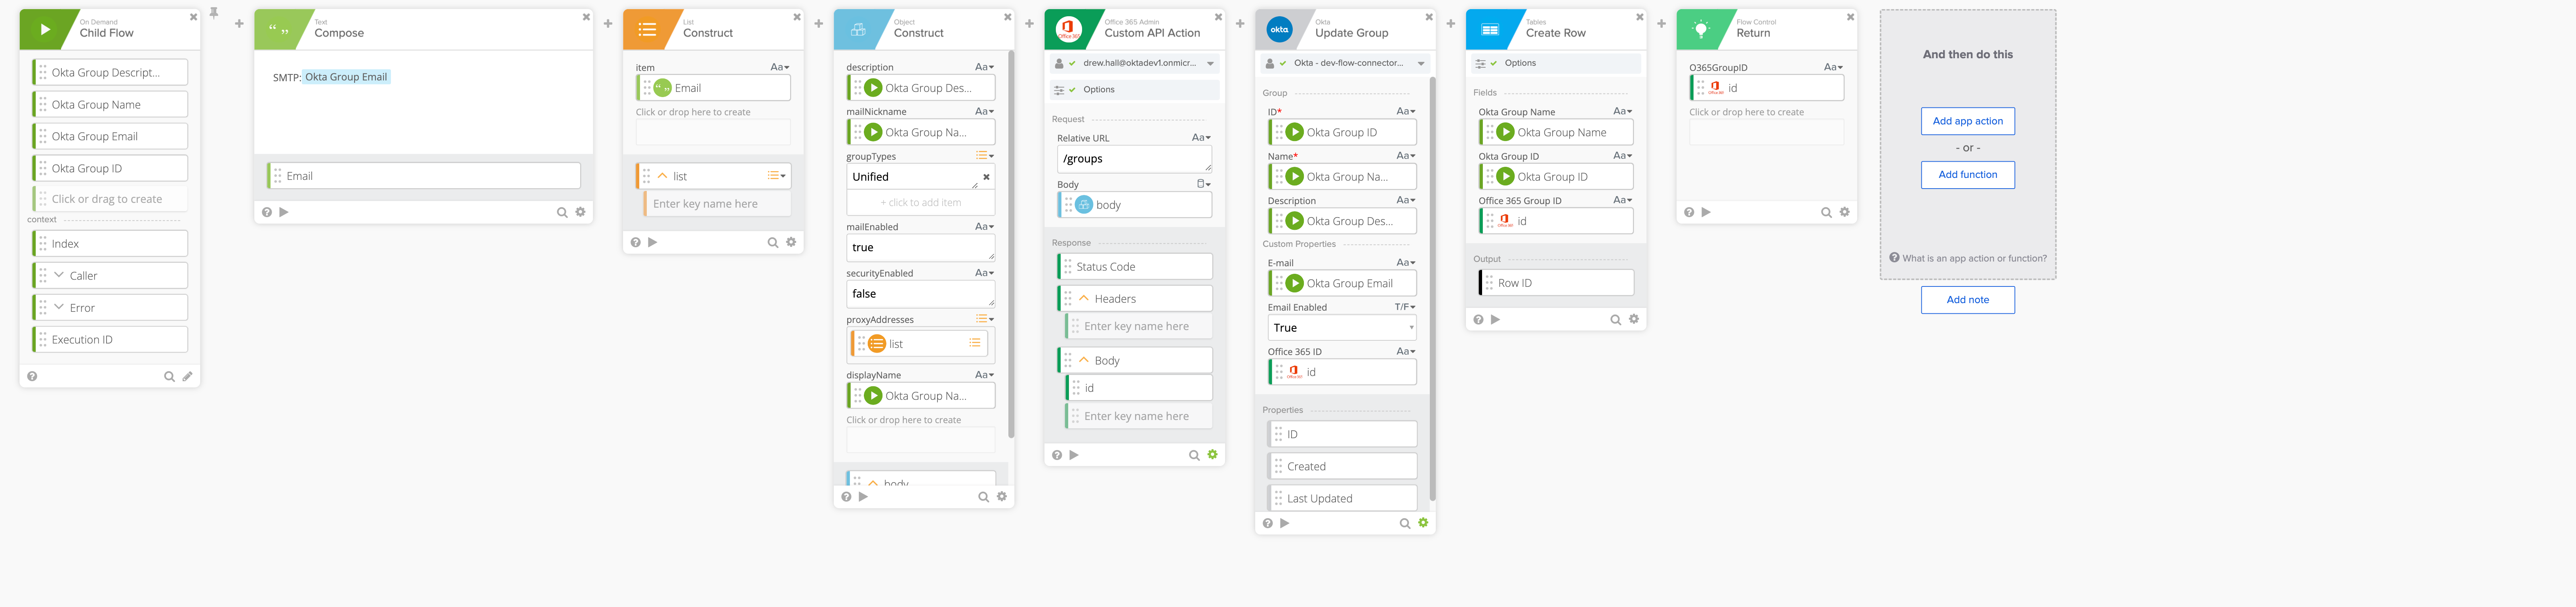 On Demand
Child Flow
Okta Group Descript...
Okta Group Name
Okta Group Email
Okta Group ID
Click or drag to create
context
Index
Caller
Error
Execution ID
Text
Compose
SMTP: Okta Group Email
Email
List
Construct
item
Aa
Email
Click or drop here to create
list
Enter key name here
Object
Construct
description
Aa
Okta Group Des...
mailNickname
Aa
Okta Group Na...
groupTypes
Unified
+ click to add item
mailEnabled
Aa
true
securityEnabled
Aa
false
proxyAddresses
list
displayName
Aa
Okta Group Na...
Click or drop here to create
body
Office 365 Admin
Custom API Action
Office 365
drew.hall@oktadev1.onmicr...
Options
Request
Relative URL
Aa
/groups
Body
body
Response
Status Code
Headers
Enter key name here
Body
id
Enter key name here
okta
Okta
Update Group
Okta - dev-flow-connector...
Group
ID*
Aa
Okta Group ID
Name*
Aa
Okta Group Na...
Description
Aa
Okta Group Des...
Custom Properties
E-mail
Aa
Okta Group Email
Email Enabled
T/F
True
Office 365 ID
Aa
id
Properties
ID
Created
Last Updated
Tables
Create Row
Options
Fields
Okta Group Name
Aa
Okta Group Name
Okta Group ID
Aa
Okta Group ID
Office 365 Group ID
Aa
id
Output
Row ID
Flow Control
Return
O365GroupID
Aa
id
Click or drop here to create
And then do this
Add app action
- or -
Add function
What is an app action or function?
Add note